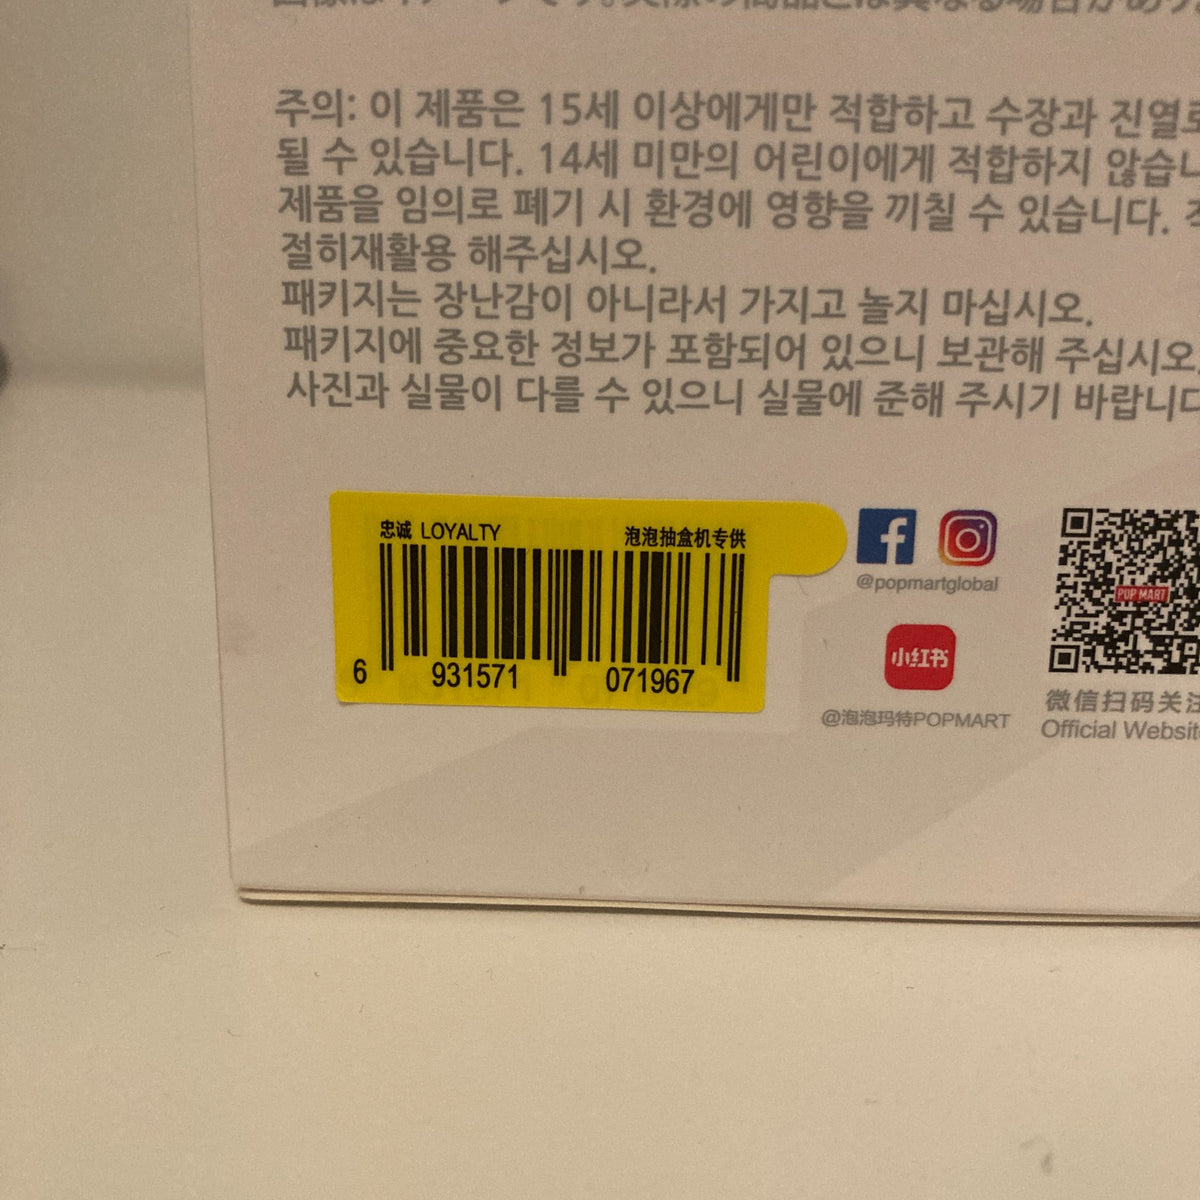 주의: 이 제품은 15세 이상에게만 적합하고 수장과 진열로
될 수 있습니다. 14세 미만의 어린이에게 적합하지 않습니
제품을 임의로 폐기 시 환경에 영향을 끼칠 수 있습니다. 적
절히재활용 해주십시오.
패키지는 장난감이 아니라서 가지고 놀지 마십시오.
패키지에 중요한 정보가 포함되어 있으니 보관해 주십시오.
사진과 실물이 다를 수 있으니 실물에 준해 주시기 바랍니다
忠诚 LOYALTY 泡泡抽盒机专供
6 931571 071967
@popmartglobal
小红书
@泡泡玛特POPMART
POP MART
微信扫码关注
Official Website